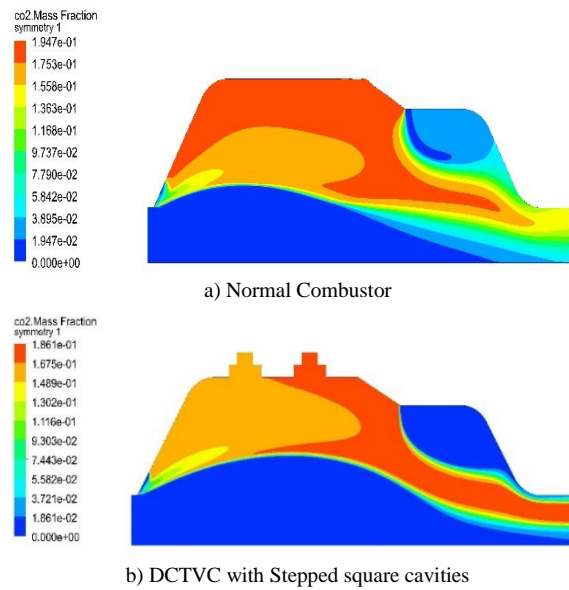 co2.Mass Fraction
symmetry 1
1.947e-01
1.753e-01
1.558e-01
1.363e-01
1.168e-01
9.737e-02
7.790e-02
5.842e-02
3.895e-02
1.947e-02
0.000e+00
a) Normal Combustor
co2.Mass Fraction
symmetry 1
1.861e-01
1.675e-01
1.489e-01
1.302e-01
1.116e-01
9.303e-02
7.443e-02
5.582e-02
3.721e-02
1.861e-02
0.000e+00
b) DCTVC with Stepped square cavities